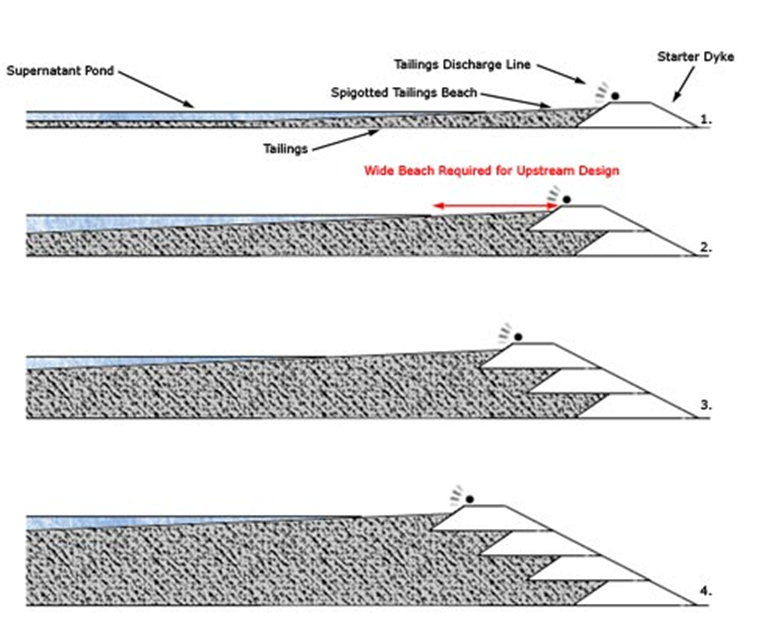 Starter Dyke
Tailings Discharge Line
Supernatant Pond
Spigotted Tailings Beach
1.
Tailings
Wide Beach Required for Upstream Design
2.
3.
4.